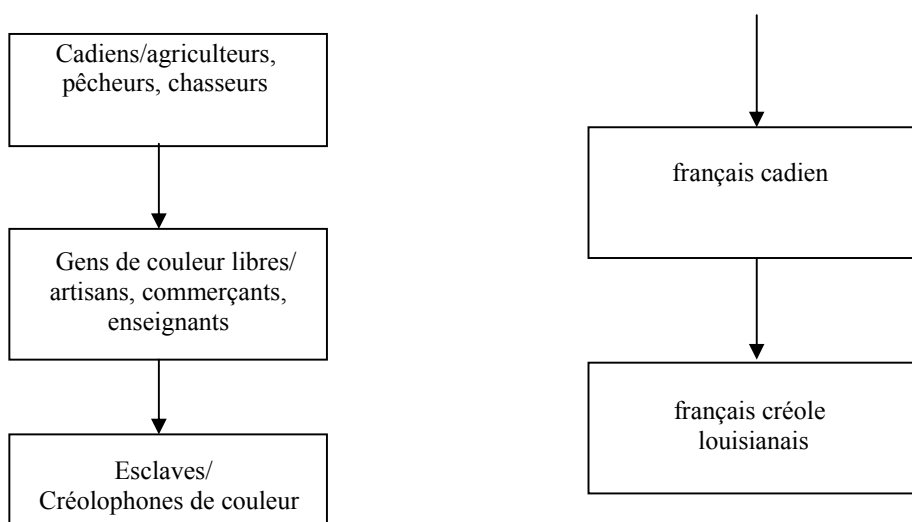 Cadiens/agriculteurs,
pêcheurs, chasseurs
Gens de couleur libres/
artisans, commerçants,
enseignants
Esclaves/
Créolophones de couleur
français cadien
français créole
louisianais